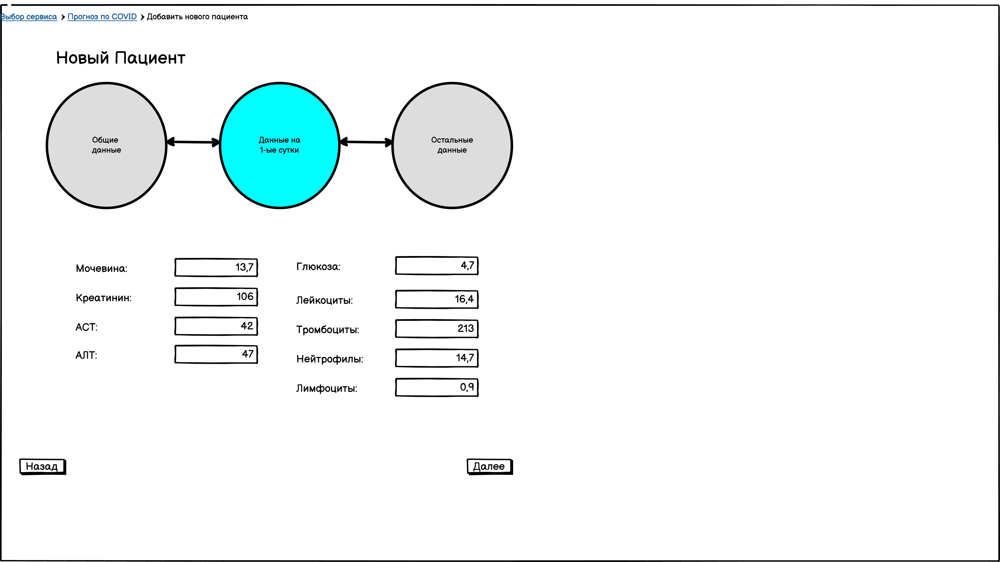 Выбор сервиса > Прогноз по COVID > Добавить нового пациента
Новый Пациент
Общие
данные
Данные на
1-ые сутки
Остальные
данные
Мочевина: 13,7
Креатинин: 106
АСТ: 42
АЛТ: 47
Глюкоза: 4,7
Лейкоциты: 16,4
Тромбоциты: 213
Нейтрофилы: 14,7
Лимфоциты: 0,9
Назад
Далее